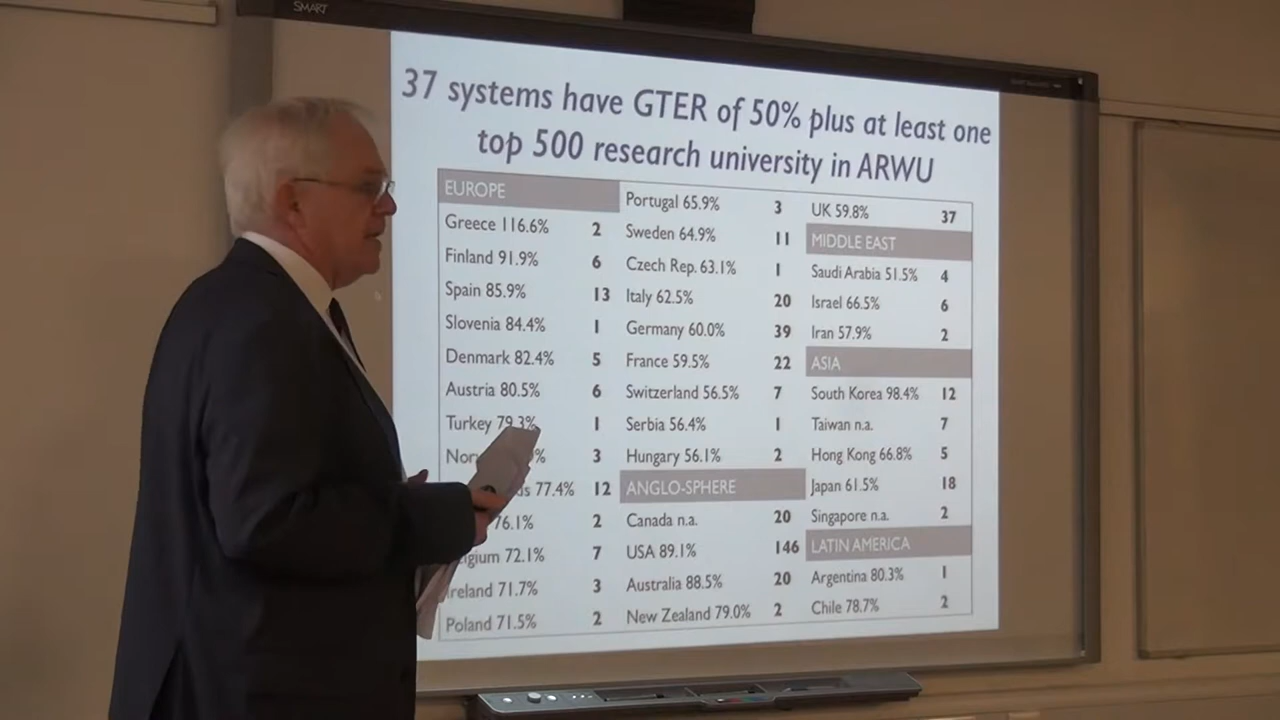 SMART
37 systems have GTER of 50% plus at least one
top 500 research university in ARWU
EUROPE
Greece 116.6% 2
Finland 91.9% 6
Spain 85.9% 13
Slovenia 84.4% 1
Denmark 82.4% 5
Austria 80.5% 6
Turkey 79.3% 1
% 3
77.4% 12
76.1% 2
72.1% 7
Ireland 71.7% 3
Poland 71.5% 2
Portugal 65.9% 3
Sweden 64.9% 11
Czech Rep. 63.1% 1
Italy 62.5% 20
Germany 60.0% 39
France 59.5% 22
Switzerland 56.5% 7
Serbia 56.4% 1
Hungary 56.1% 2
ANGLO-SPHERE
Canada n.a. 20
USA 89.1% 146
Australia 88.5% 20
New Zealand 79.0% 2
UK 59.8% 37
MIDDLE EAST
Saudi Arabia 51.5% 4
Israel 66.5% 6
Iran 57.9% 2
ASIA
South Korea 98.4% 12
Taiwan n.a. 7
Hong Kong 66.8% 5
Japan 61.5% 18
Singapore n.a. 2
LATIN AMERICA
Argentina 80.3% 1
Chile 78.7% 2